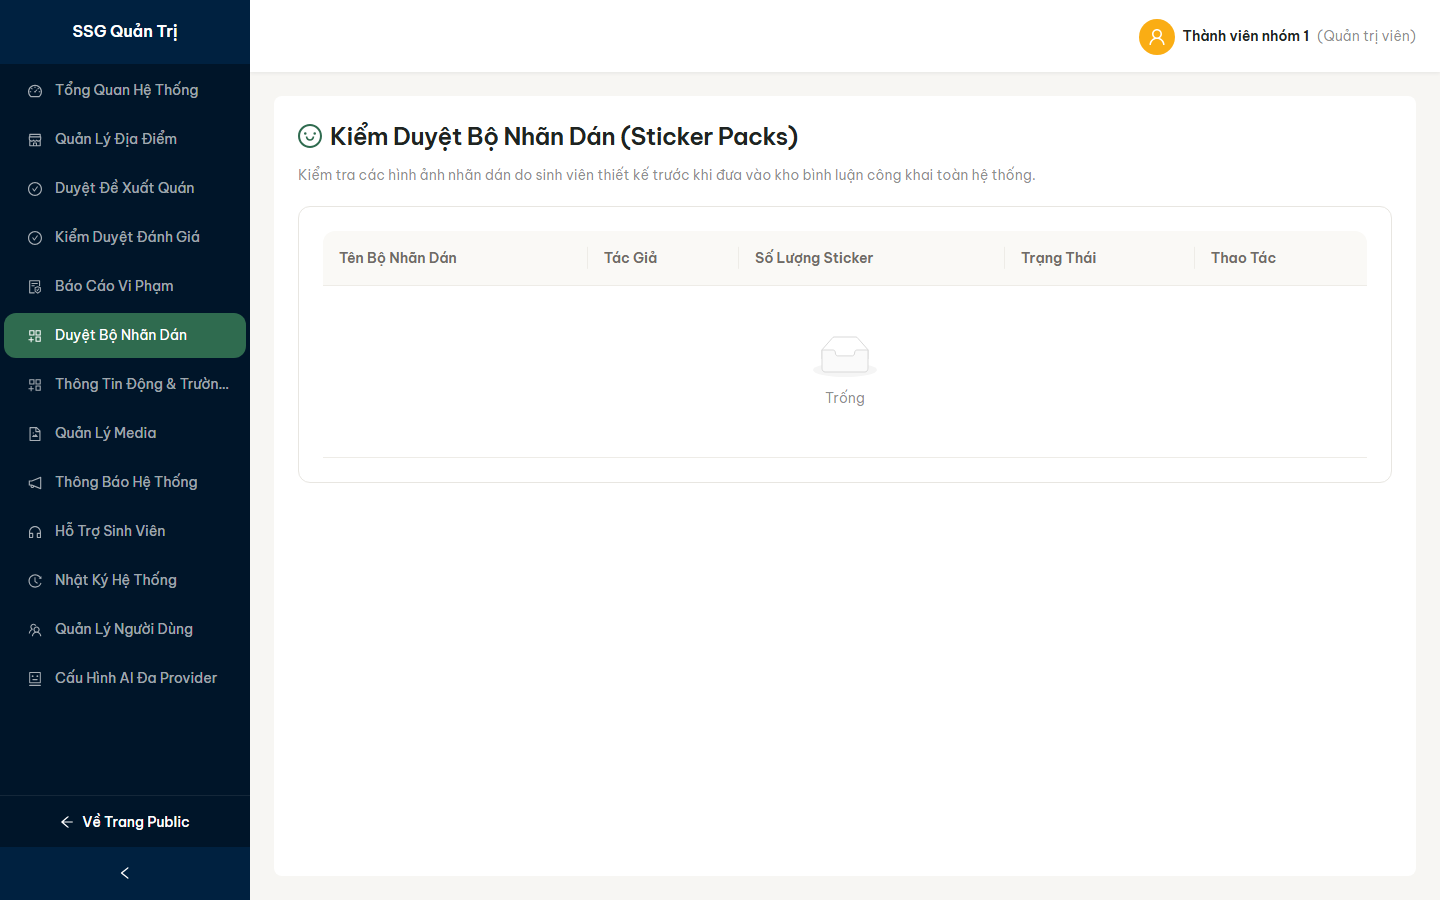 SSG Quản Trị
Thành viên nhóm 1 (Quản trị viên)
Tổng Quan Hệ Thống
Quản Lý Địa Điểm
Duyệt Đề Xuất Quán
Kiểm Duyệt Đánh Giá
Báo Cáo Vi Phạm
Duyệt Bộ Nhãn Dán
Thông Tin Động & Trườn...
Quản Lý Media
Thông Báo Hệ Thống
Hỗ Trợ Sinh Viên
Nhật Ký Hệ Thống
Quản Lý Người Dùng
Cấu Hình AI Đa Provider
Về Trang Public
Kiểm Duyệt Bộ Nhãn Dán (Sticker Packs)
Kiểm tra các hình ảnh nhãn dán do sinh viên thiết kế trước khi đưa vào kho bình luận công khai toàn hệ thống.
Tên Bộ Nhãn Dán Tác Giả Số Lượng Sticker Trạng Thái Thao Tác
Trống